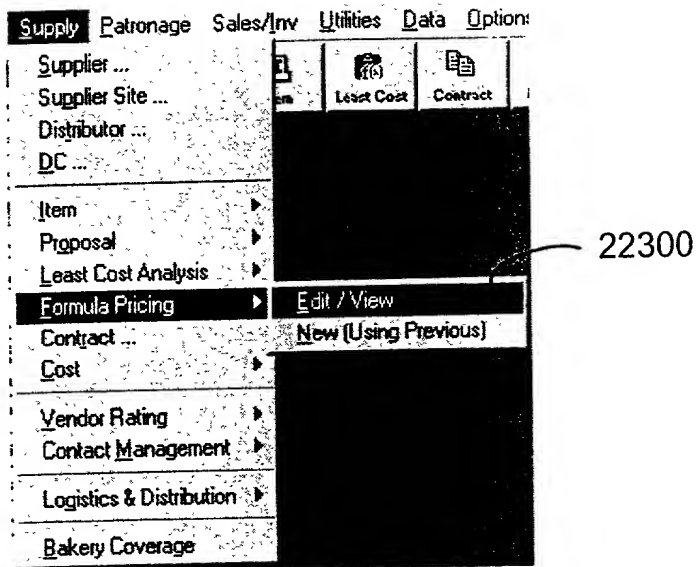 Supply Patronage Sales/Inv Utilities Data Option
Supplier ...
Supplier Site ...
Distributor ...
DC ...
Least Cost Contract
Item
Proposal
Least Cost Analysis
Formula Pricing
Edit / View
New (Using Previous)
Contract ...
Cost
Vendor Rating
Contact Management
Logistics & Distribution
Bakery Coverage
22300